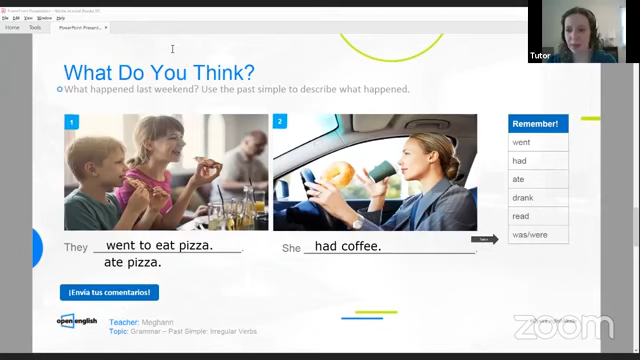 Home Tools PowerPoint Present...
Tutor
What Do You Think?
What happened last weekend? Use the past simple to describe what happened.
1
2
Remember!
went
had
ate
drank
read
was/were
They went to eat pizza.
ate pizza.
She had coffee.
¡Envía tus comentarios!
open english
Teacher: Meghann
Topic: Grammar – Past Simple: Irregular Verbs
zoom